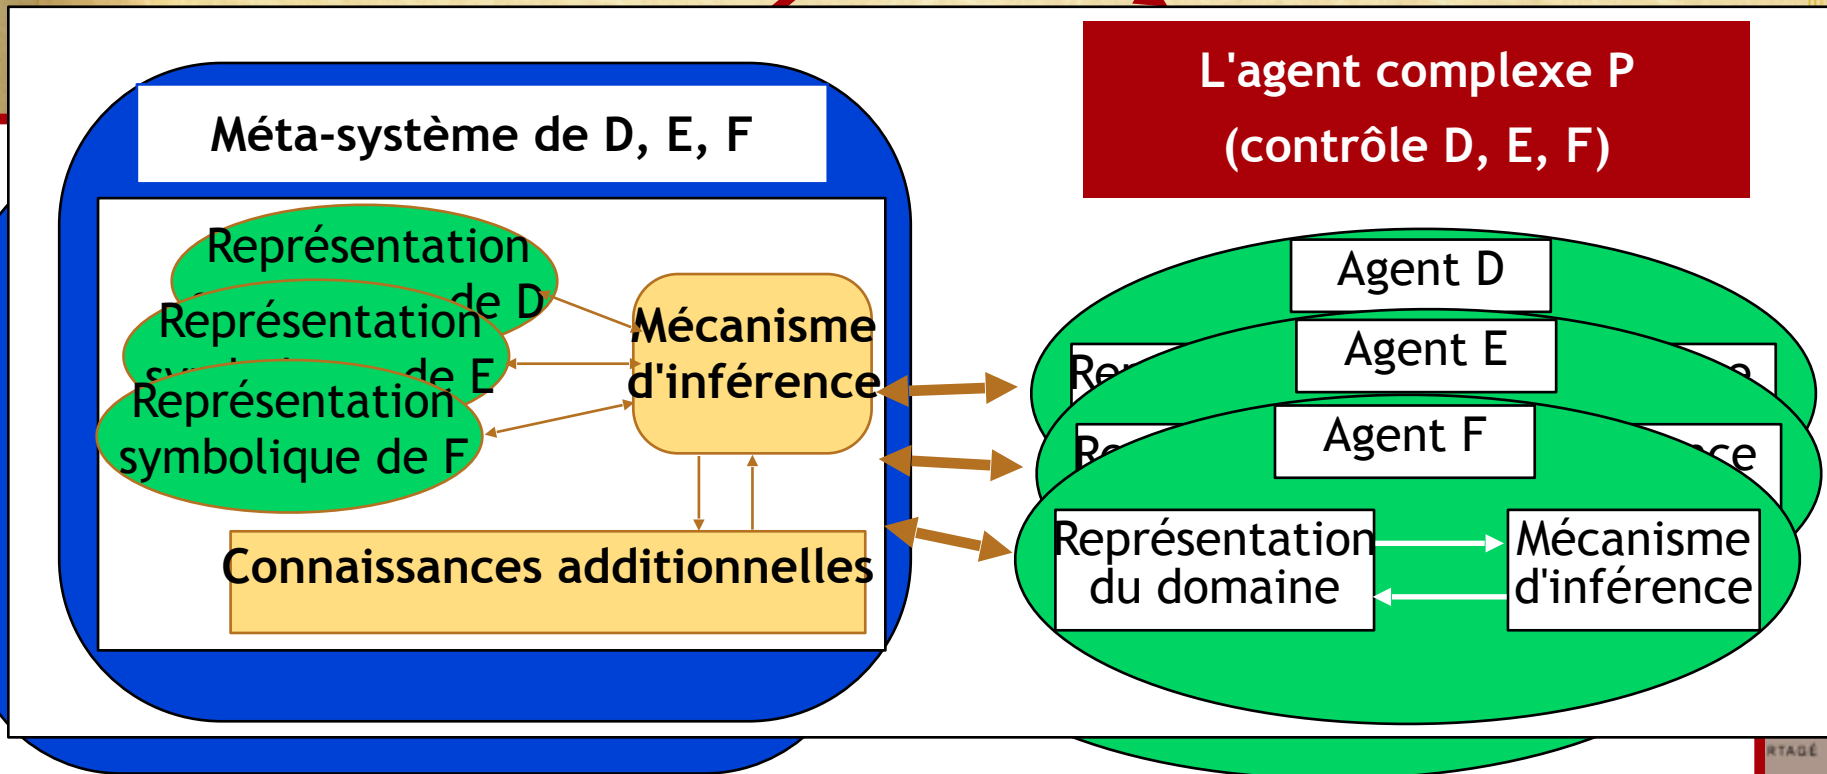 L'agent complexe P
(contrôle D, E, F)
Méta-système de D, E, F
Représentation
de D
Représentation
de E
Représentation
symbolique de F
Mécanisme
d'inférence
Connaissances additionnelles
Agent D
Agent E
Agent F
Représentation
du domaine
Mécanisme
d'inférence
RTAGÉ